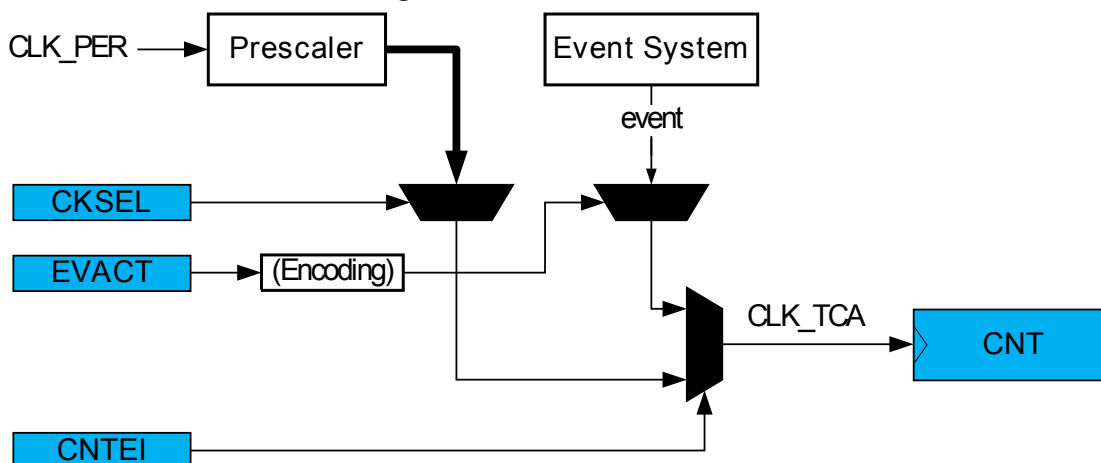 CLK_PER
Prescaler
Event System
event
CKSEL
EVACT
(Encoding)
CLK_TCA
CNT
CNTEI